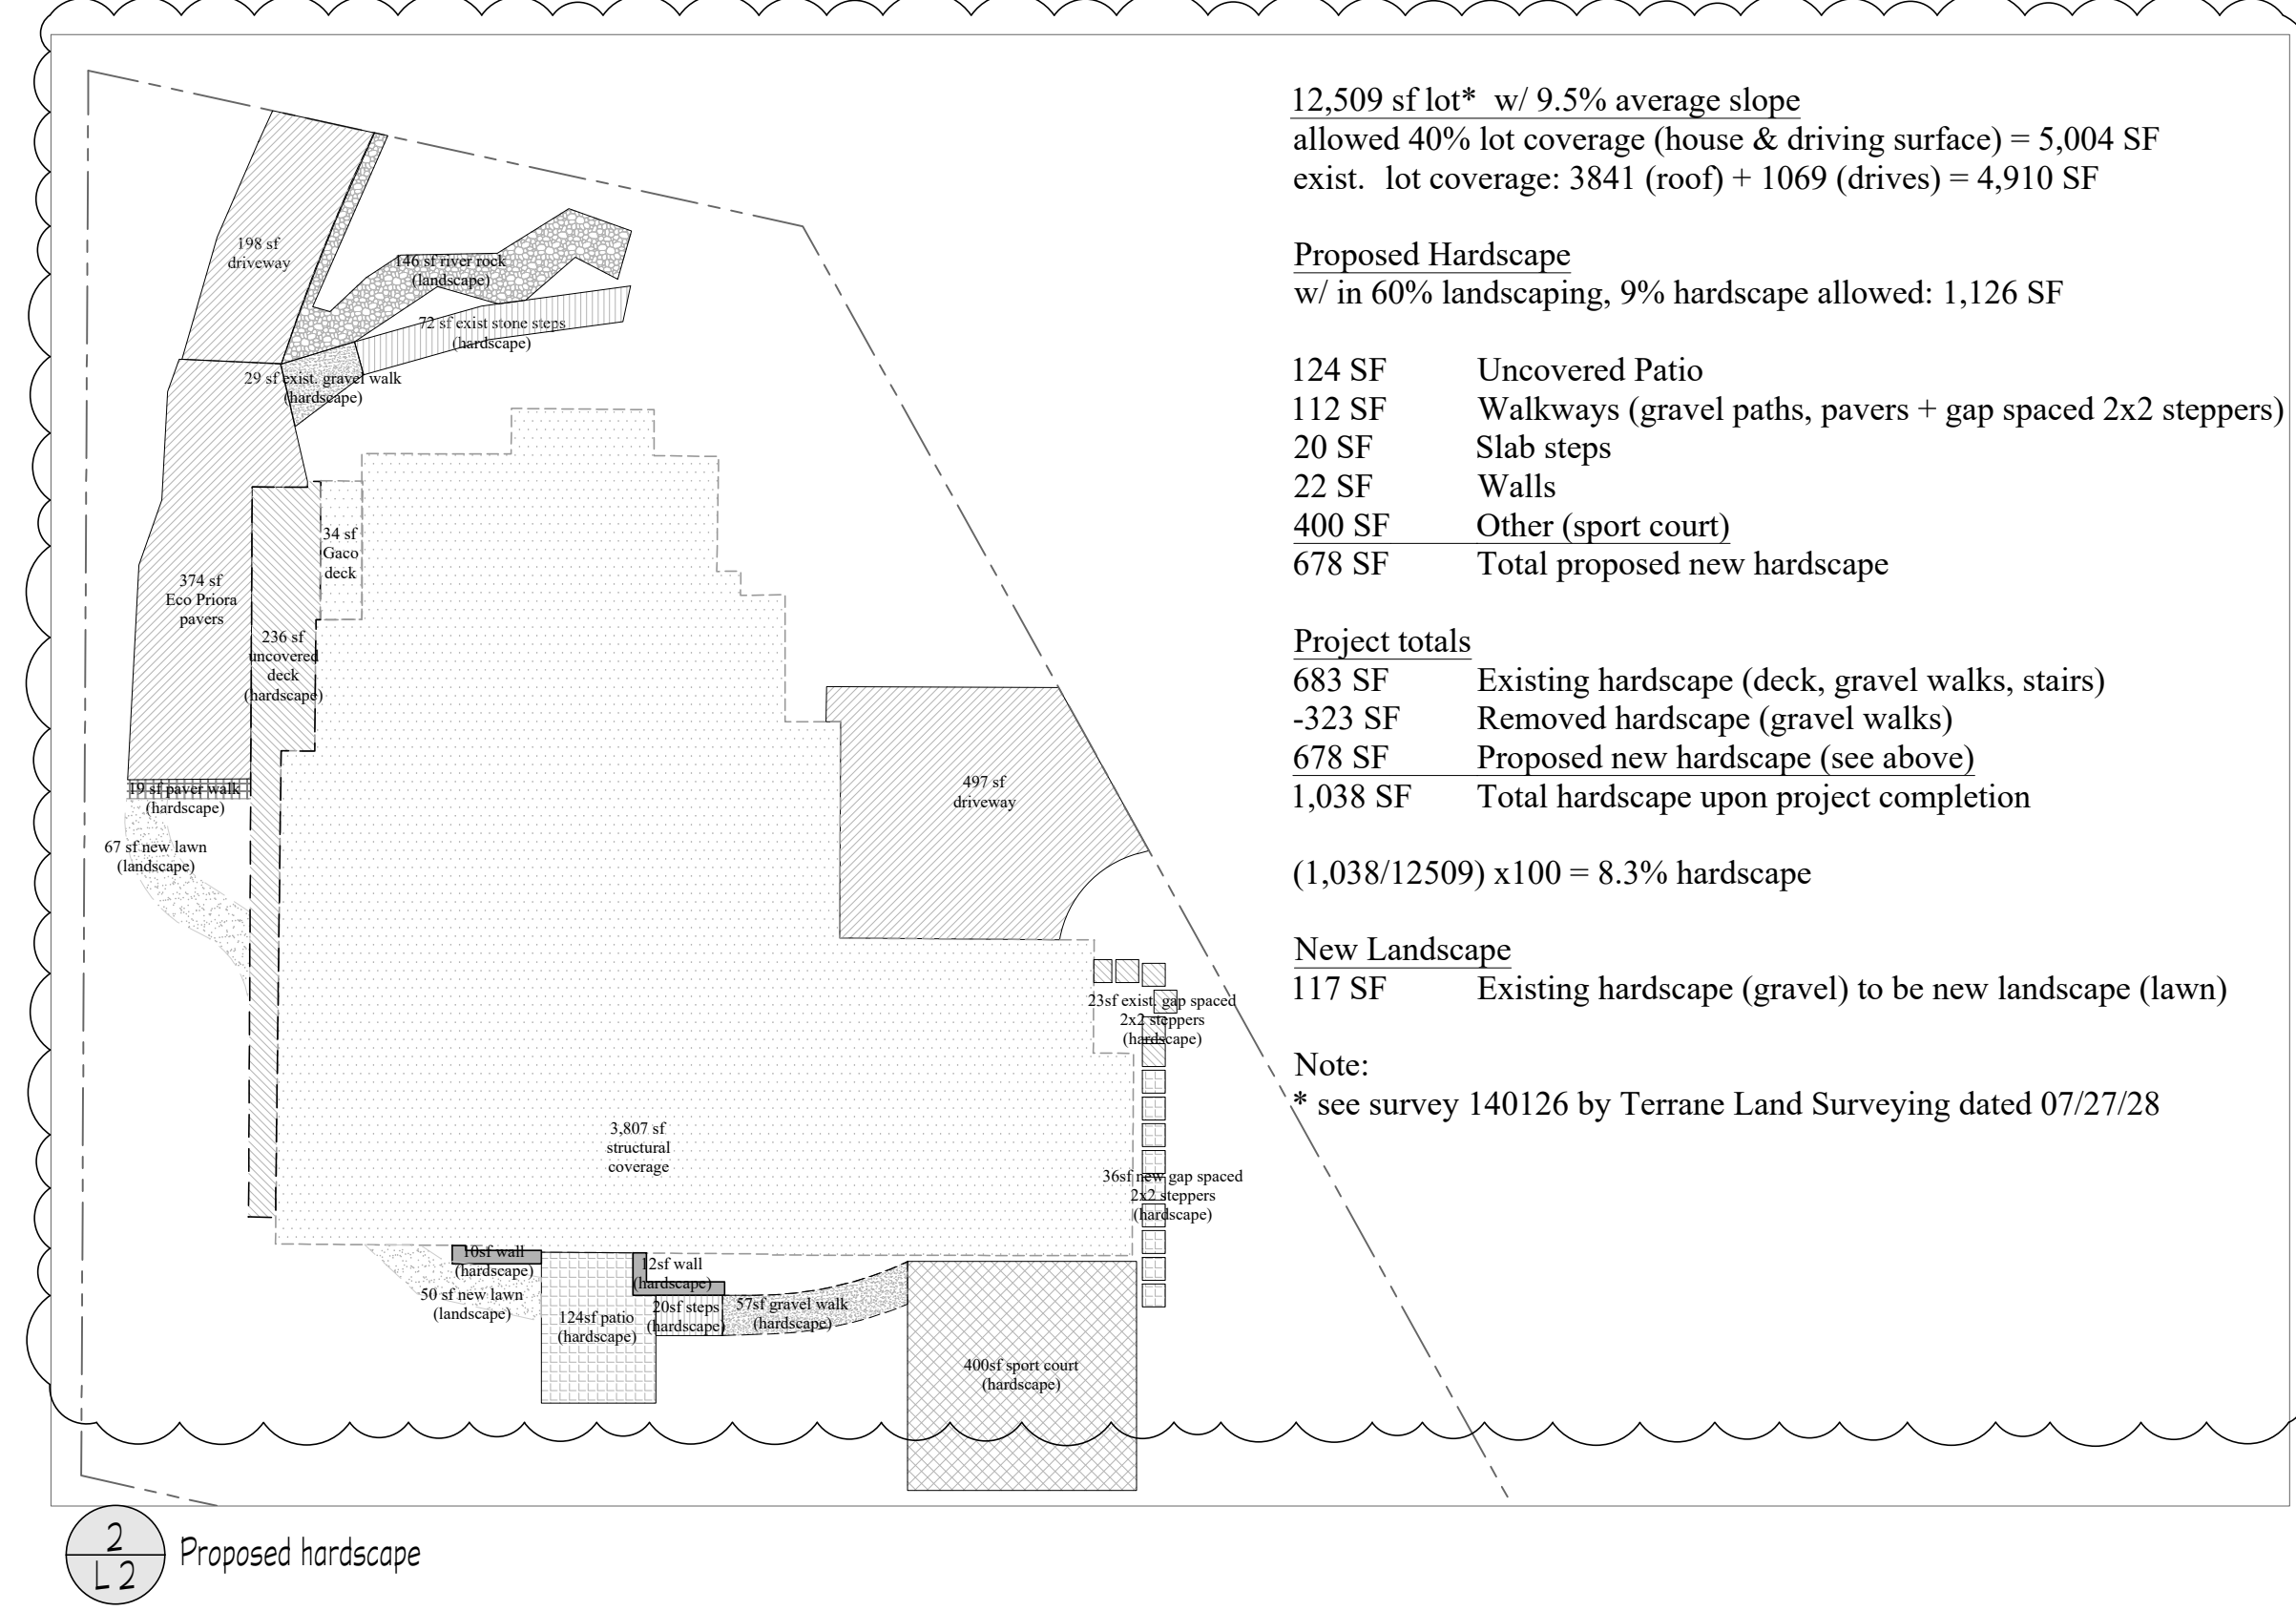 12,509 sf lot* w/ 9.5% average slope
allowed 40% lot coverage (house & driving surface) = 5,004 SF
exist. lot coverage: 3841 (roof) + 1069 (drives) = 4,910 SF
Proposed Hardscape
w/ in 60% landscaping, 9% hardscape allowed: 1,126 SF
124 SF Uncovered Patio
112 SF Walkways (gravel paths, pavers + gap spaced 2x2 steppers)
20 SF Slab steps
22 SF Walls
400 SF Other (sport court)
678 SF Total proposed new hardscape
Project totals
683 SF Existing hardscape (deck, gravel walks, stairs)
-323 SF Removed hardscape (gravel walks)
678 SF Proposed new hardscape (see above)
1,038 SF Total hardscape upon project completion
(1,038/12509) x100 = 8.3% hardscape
New Landscape
117 SF Existing hardscape (gravel) to be new landscape (lawn)
Note:
* see survey 140126 by Terrane Land Surveying dated 07/27/28
198 sf
driveway
146 sf river rock
(landscape)
72 sf exist stone steps
(hardscape)
29 sf exist. gravel walk
(hardscape)
34 sf
Gaco
deck
374 sf
Eco Priora
pavers
236 sf
uncovered
deck
(hardscape)
19 sf paver walk
(hardscape)
67 sf new lawn
(landscape)
497 sf
driveway
23sf exist. gap spaced
2x2 steppers
(hardscape)
3,807 sf
structural
coverage
36sf new gap spaced
2x2 steppers
(hardscape)
10sf wall
(hardscape)
50 sf new lawn
(landscape)
12sf wall
(hardscape)
124sf patio
(hardscape)
20sf steps
(hardscape)
57sf gravel walk
(hardscape)
400sf sport court
(hardscape)
2
L2
Proposed hardscape